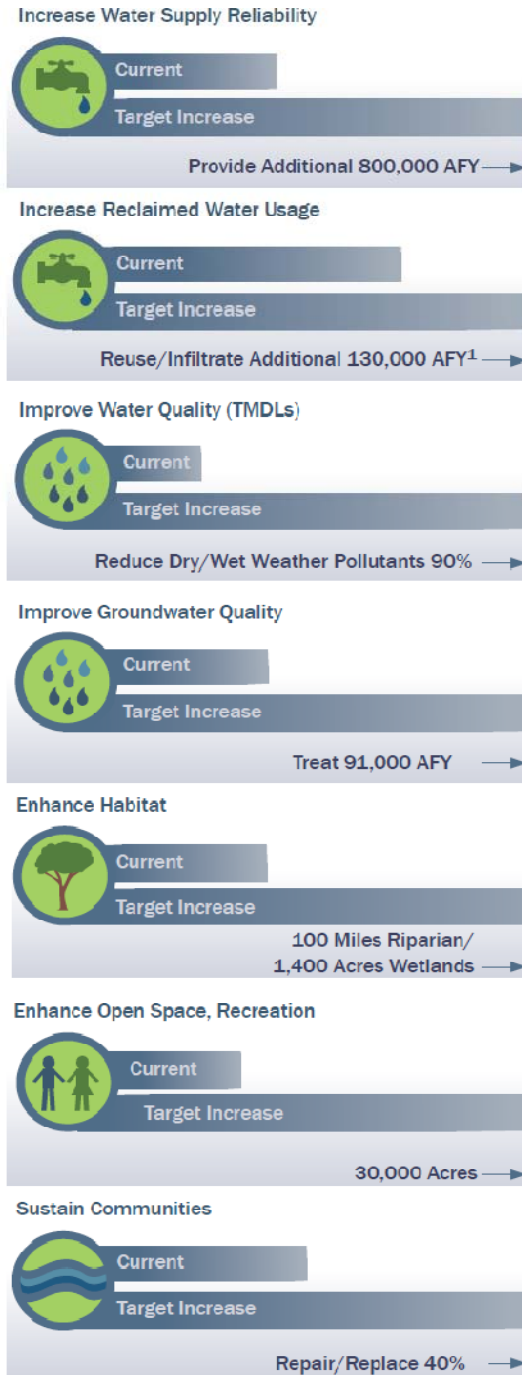 Increase Water Supply Reliability
Current
Target Increase
Provide Additional 800,000 AFY
Increase Reclaimed Water Usage
Current
Target Increase
Reuse/Infiltrate Additional 130,000 AFY¹
Improve Water Quality (TMDLs)
Current
Target Increase
Reduce Dry/Wet Weather Pollutants 90%
Improve Groundwater Quality
Current
Target Increase
Treat 91,000 AFY
Enhance Habitat
Current
Target Increase
100 Miles Riparian/
1,400 Acres Wetlands
Enhance Open Space, Recreation
Current
Target Increase
30,000 Acres
Sustain Communities
Current
Target Increase
Repair/Replace 40%